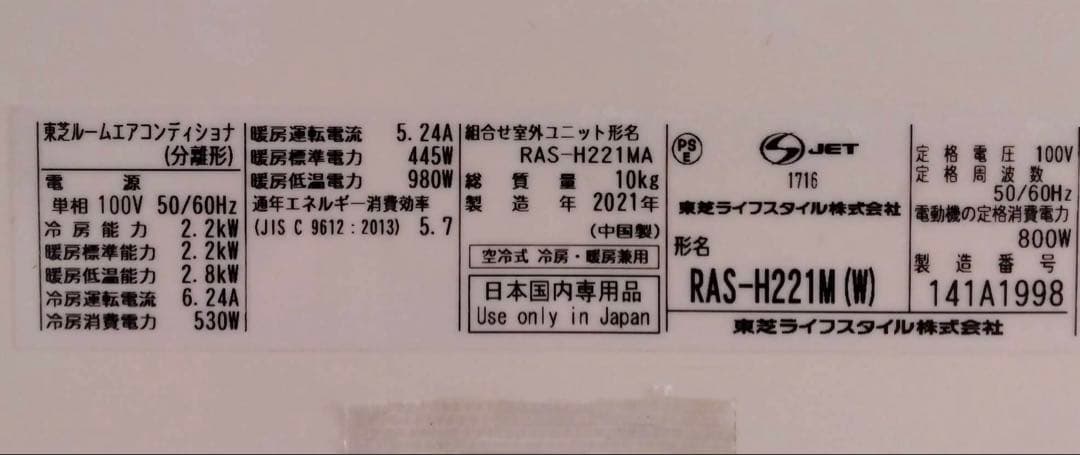 東芝ルームエアコンディショナ
(分離形)
電源
単相 100V 50/60Hz
冷房能力 2.2kW
暖房標準能力 2.2kW
暖房低温能力 2.8kW
冷房運転電流 6.24A
冷房消費電力 530W
暖房運転電流 5.24A
暖房標準電力 445W
暖房低温電力 980W
通年エネルギー消費効率
(JIS C 9612：2013) 5.7
組合せ室外ユニット形名
RAS-H221MA
総質量 10kg
製造年 2021年
(中国製)
空冷式 冷房・暖房兼用
日本国内専用品
Use only in Japan
PS
E
JET
1716
東芝ライフスタイル株式会社
形名
RAS-H221M(W)
定格電圧 100V
定格周波数
50/60Hz
電動機の定格消費電力
800W
製造番号
141A1998
東芝ライフスタイル株式会社